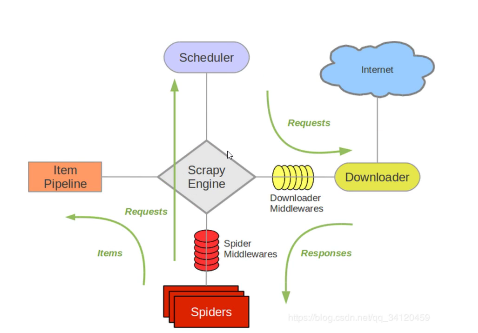 Scheduler
Internet
Requests
Item
Pipeline
Scrapy
Engine
Downloader
Downloader
Middlewares
Requests
Spider
Middlewares
Items
Responses
Spiders
https://blog.csdn.net/qq_34120459